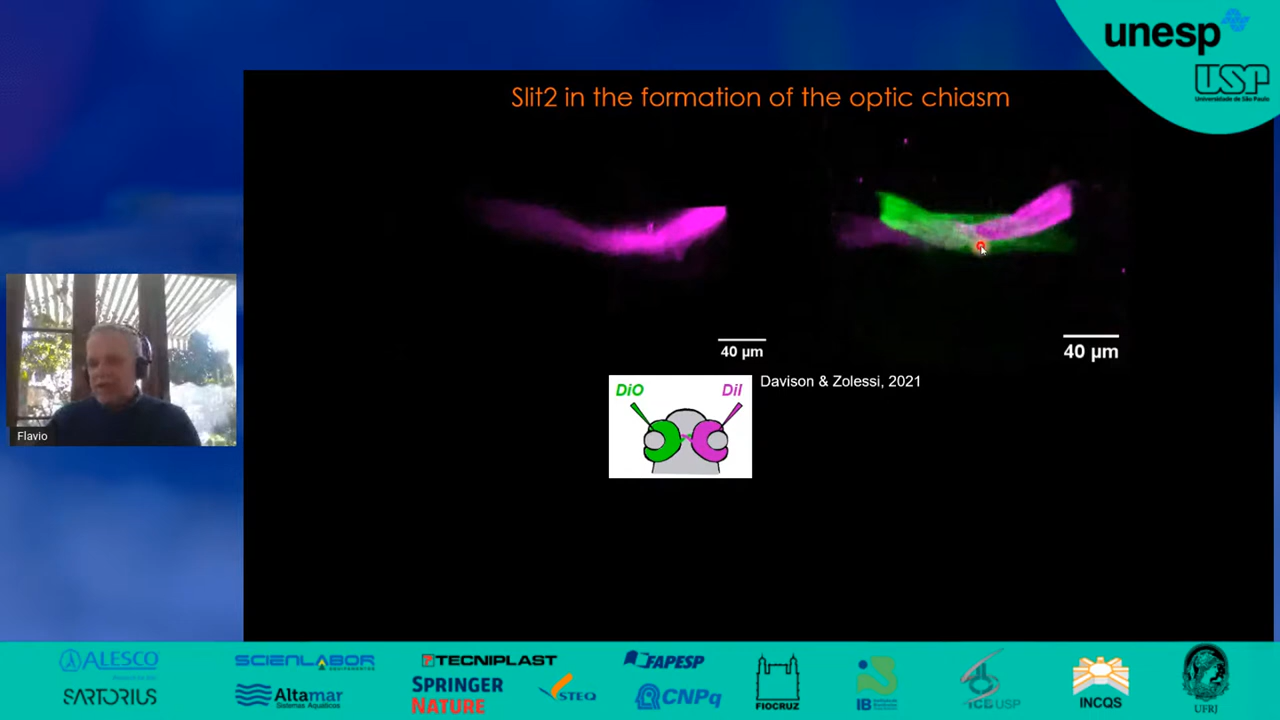 unesp
USP
Universidade de São Paulo
Slit2 in the formation of the optic chiasm
40 µm
40 µm
DiO
DiI
Davison & Zolessi, 2021
Flavio
ALESCO
SCIENLABOR
EQUIPAMENTOS
TECNIPLAST
FAPESP
SARTORIUS
Altamar
Sistemas Aquáticos
SPRINGER
NATURE
STEQ
CNPq
FIOCRUZ
IB
ICB USP
INCQS
UFRJ